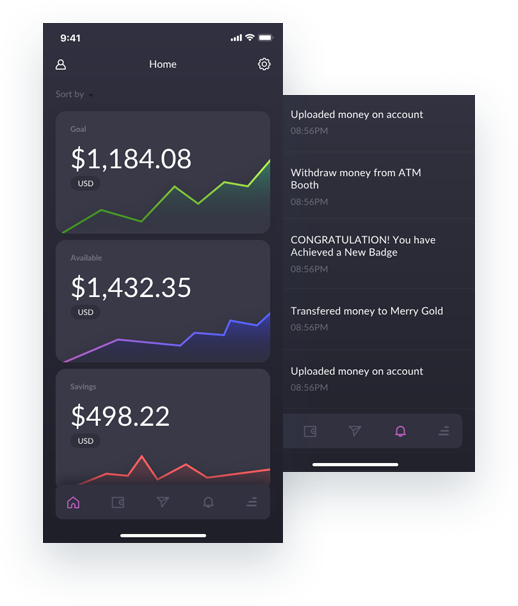 9:41
Home
Sort by
Goal
$1,184.08
USD
Available
$1,432.35
USD
Savings
$498.22
USD
Uploaded money on account
08:56PM
Withdraw money from ATM
Booth
08:56PM
CONGRATULATION! You have
Achieved a New Badge
08:56PM
Transfered money to Merry Gold
08:56PM
Uploaded money on account
08:56PM